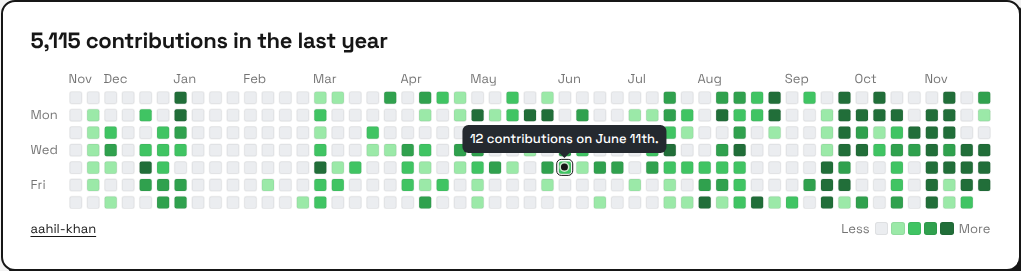 5,115 contributions in the last year
Nov Dec Jan Feb Mar Apr May Jun Jul Aug Sep Oct Nov
Mon
12 contributions on June 11th.
Wed
Fri
aahil-khan Less More